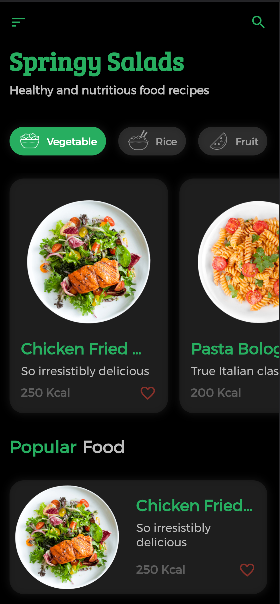 Springy Salads
Healthy and nutritious food recipes
Vegetable
Rice
Fruit
Chicken Fried ...
So irresistibly delicious
250 Kcal
Pasta Bolog
True Italian clas
200 Kcal
Popular Food
Chicken Fried...
So irresistibly
delicious
250 Kcal